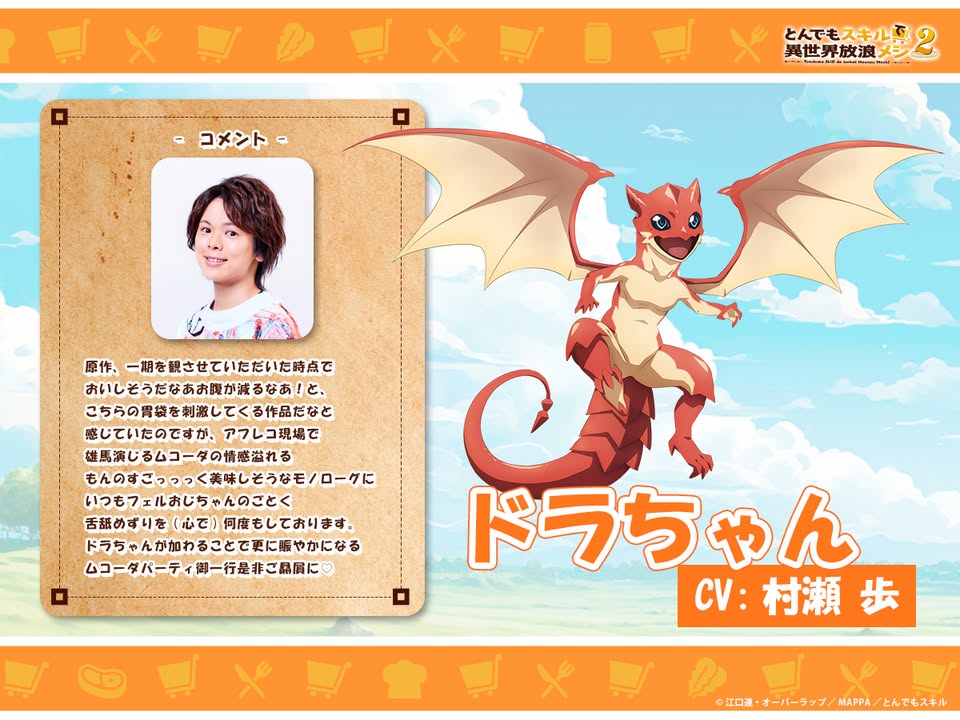 とんでもスキルで
異世界放浪メシ2
Tondemo Skill de Isekai Hourou Meshi
- コメント -
原作、一期を観させていただいた時点で
おいしそうだなあお腹が減るなあ！と、
こちらの胃袋を刺激してくる作品だなと
感じていたのですが、アフレコ現場で
雄馬演じるムコーダの情感溢れる
もんのすごっっっく美味しそうなモノローグに
いつもフェルおじちゃんのごとく
舌舐めずりを（心で）何度もしております。
ドラちゃんが加わることで更に賑やかになる
ムコーダパーティ御一行是非ご贔屓に♡
ドラちゃん
CV: 村瀬 歩
© 江口連・オーバーラップ／MAPPA／とんでもスキル